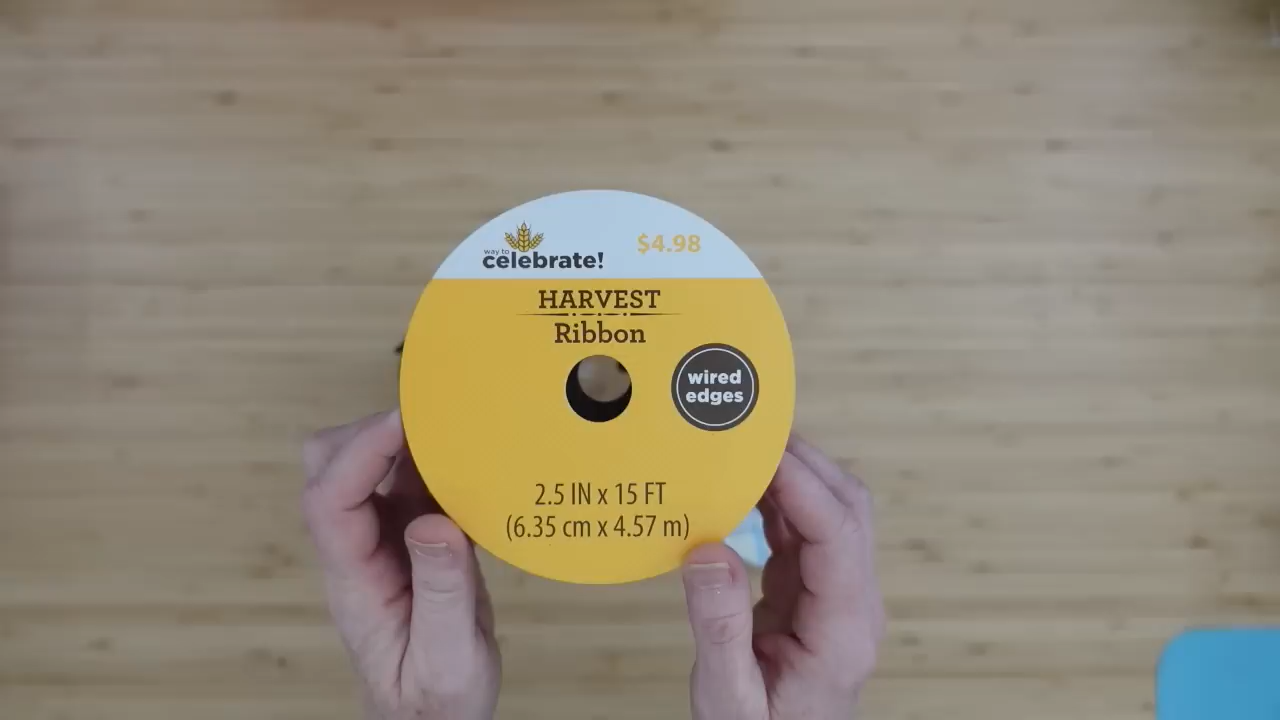 way to
celebrate!
$4.98
HARVEST
Ribbon
wired
edges
2.5 IN x 15 FT
(6.35 cm x 4.57 m)